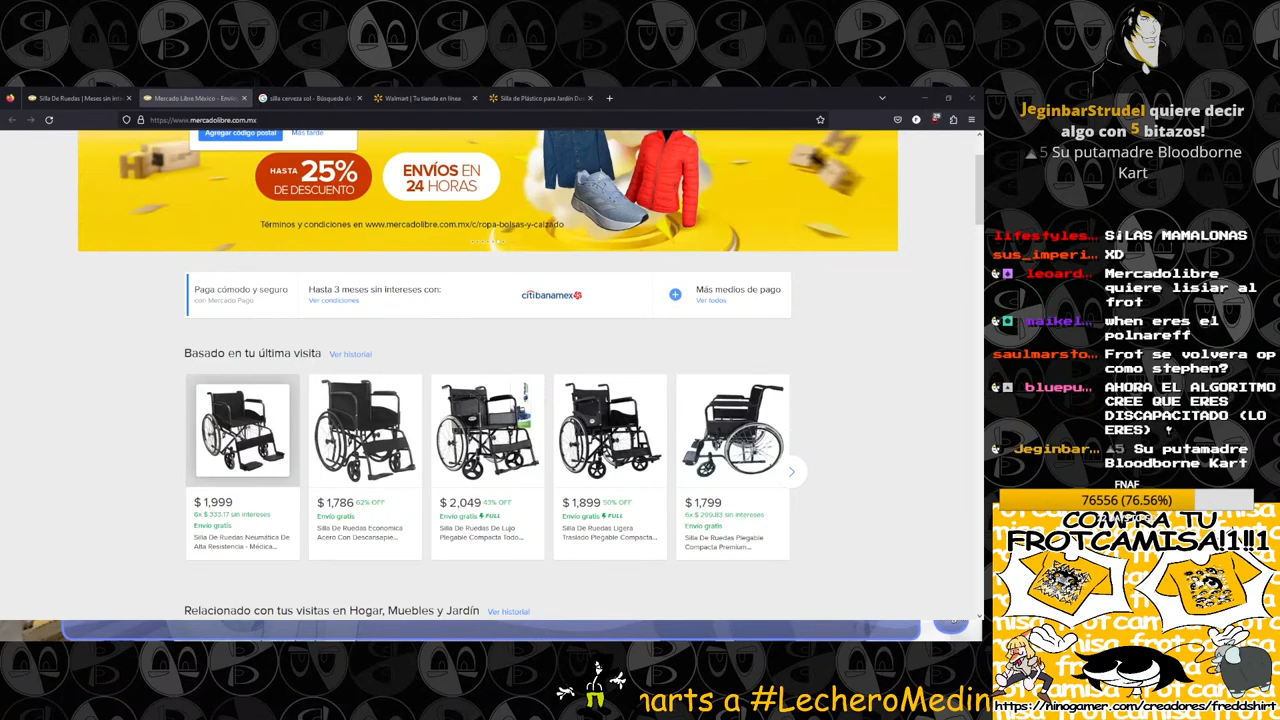 Silla De Ruedas | Meses sin inte
Mercado Libre México - Envíos
silla cerveza sol - Búsqueda de
Walmart | Tu tienda en línea
Silla de Plástico para Jardín Du
https://www.mercadolibre.com.mx
Agregar código postal
Más tarde
HASTA 25%
DE DESCUENTO
ENVÍOS EN
24 HORAS
Términos y condiciones en www.mercadolibre.com.mx/c/ropa-bolsas-y-calzado
Paga cómodo y seguro
con Mercado Pago
Hasta 3 meses sin intereses con:
Ver condiciones
citibanamex
Más medios de pago
Ver todos
Basado en tu última visita
Ver historial
$ 1,999
6x $ 333.17 sin intereses
Envío gratis
Silla De Ruedas Neumática De
Alta Resistencia - Médica...
$ 1,786 62% OFF
Envío gratis
Silla De Ruedas Economica
Acero Con Descansapie...
$ 2,049 43% OFF
Envío gratis FULL
Silla De Ruedas De Lujo
Plegable Compacta Todo...
$ 1,899 50% OFF
Envío gratis FULL
Silla De Ruedas Ligera
Traslado Plegable Compacta...
$ 1,799
6x $ 299.83 sin intereses
Envío gratis
Silla De Ruedas Plegable
Compacta Premium...
Relacionado con tus visitas en Hogar, Muebles y Jardín
Ver historial
JeginbarStrudel quiere decir
algo con 5 bitazos!
5 Su putamadre Bloodborne
Kart
lifestyles... S¡LAS MAMALONAS
sus_imperi... XD
leoard... Mercadolibre
quiere lisiar al
frot
maikel... when eres el
polnareff
saulmarsto... Frot se volvera op
como stephen?
bluepu... AHORA EL ALGORITMO
CREE QUE ERES
DISCAPACITADO (LO
ERES)
Jeginbar... 5 Su putamadre
Bloodborne Kart
FNAF
76556 (76.56%)
COMPRA TU
FROTCAMISA!1!!1
https://ninogamer.com/creadores/freddshirt
harts a #LecheroMedin